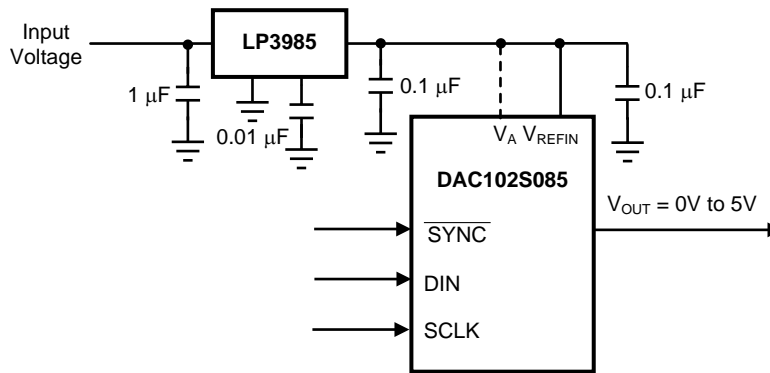 Input
Voltage
LP3985
1 μF
0.01 μF
0.1 μF
0.1 μF
V_A V_REFIN
DAC102S085
V_OUT = 0V to 5V
SYNC
DIN
SCLK